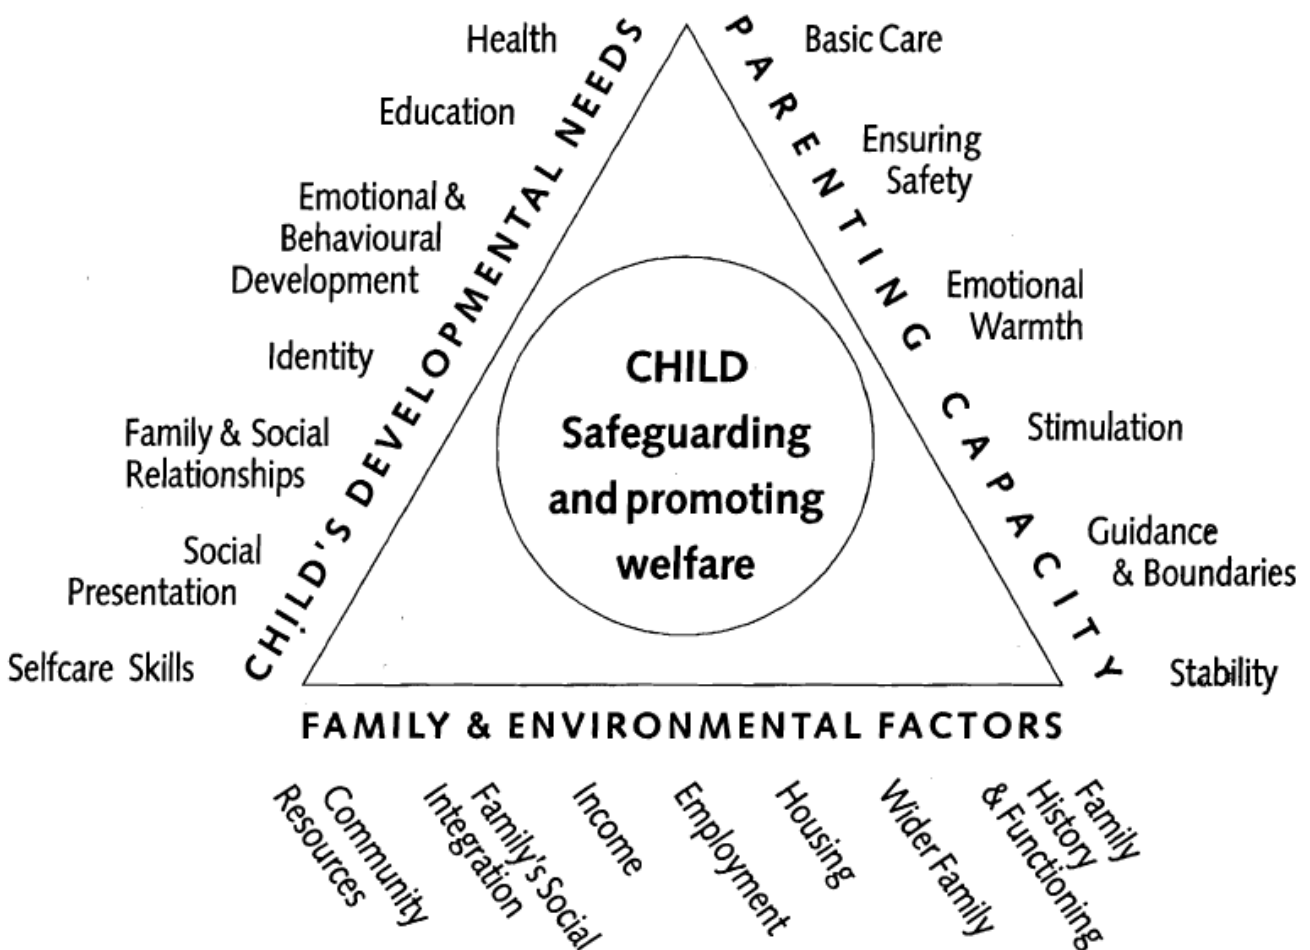 Health
Education
Emotional &
Behavioural
Development
Identity
Family & Social
Relationships
Social
Presentation
Selfcare Skills
CHILD'S DEVELOPMENTAL NEEDS
PARENTING CAPACITY
Basic Care
Ensuring
Safety
Emotional
Warmth
Stimulation
Guidance
& Boundaries
Stability
CHILD
Safeguarding
and promoting
welfare
FAMILY & ENVIRONMENTAL FACTORS
Community
Resources
Family's Social
Integration
Income
Employment
Housing
Wider Family
Family
History
& Functioning